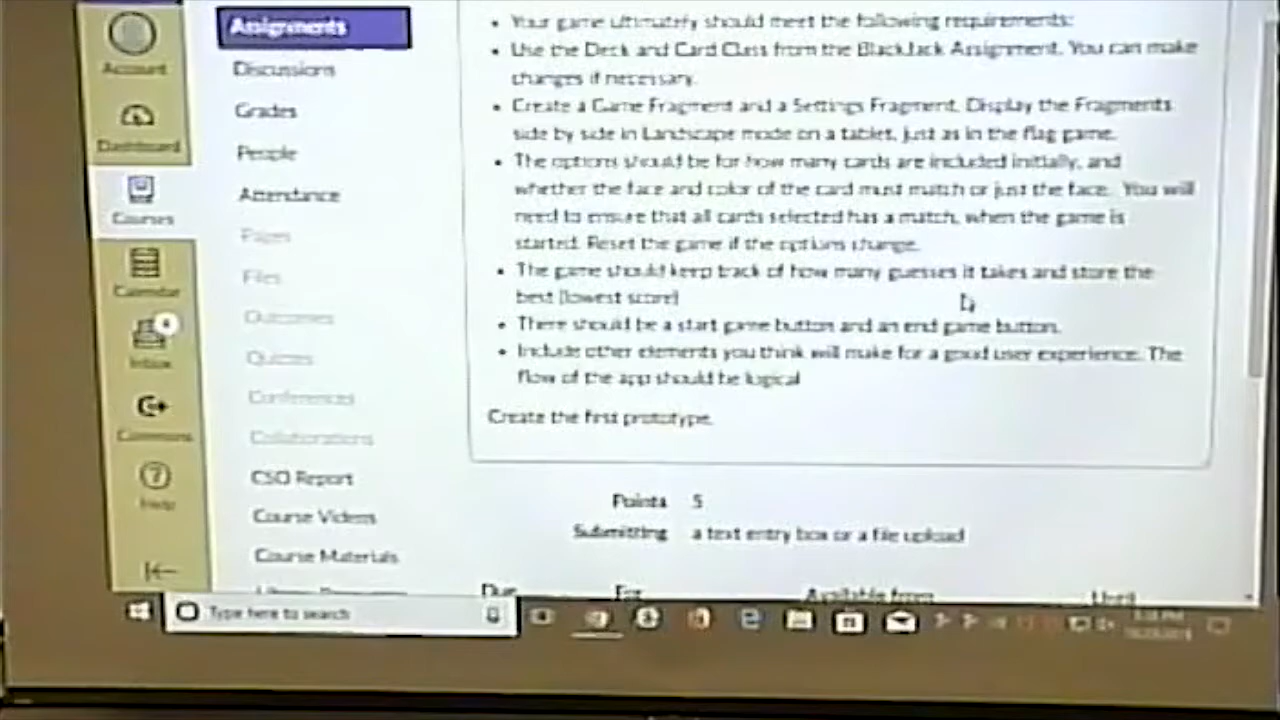 Account
Dashboard
Courses
Calendar
Inbox
Commons
Help
Assignments
Discussions
Grades
People
Attendance
Pages
Files
Outcomes
Quizzes
Conferences
Collaborations
CSO Report
Course Videos
Course Materials
• Your game ultimately should meet the following requirements:
• Use the Deck and Card Class from the BlackJack Assignment. You can make
changes if necessary.
• Create a Game Fragment and a Settings Fragment. Display the Fragments
side by side in Landscape mode on a tablet, just as in the flag game.
• The options should be for how many cards are included initially, and
whether the face and color of the card must match or just the face. You will
need to ensure that all cards selected has a match, when the game is
started. Reset the game if the options change.
• The game should keep track of how many guesses it takes and store the
best [lowest score]
• There should be a start game button and an end game button.
• Include other elements you think will make for a good user experience. The
flow of the app should be logical
Create the first prototype.
Points 5
Submitting a text entry box or a file upload
Due For Available from Until
Type here to search